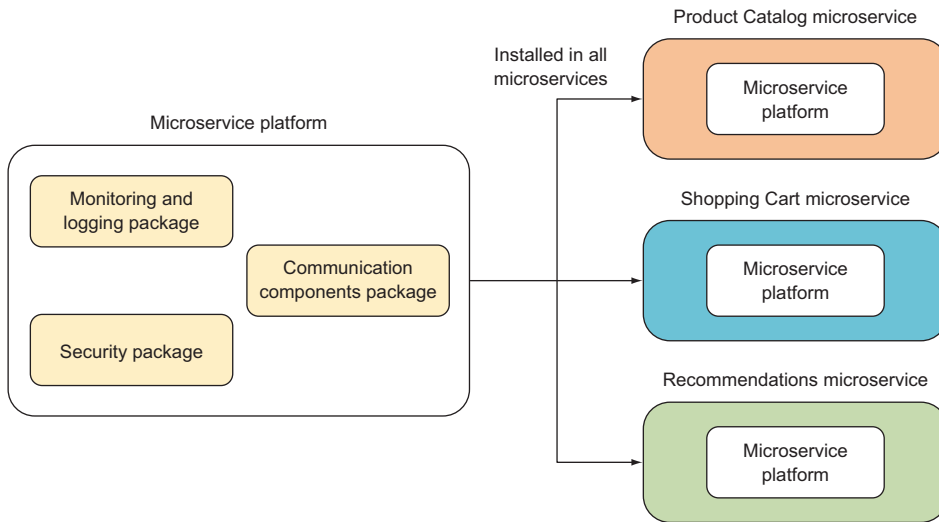 Product Catalog microservice
Installed in all
microservices
Microservice
platform
Microservice platform
Monitoring and
logging package
Shopping Cart microservice
Communication
components package
Microservice
platform
Security package
Recommendations microservice
Microservice
platform